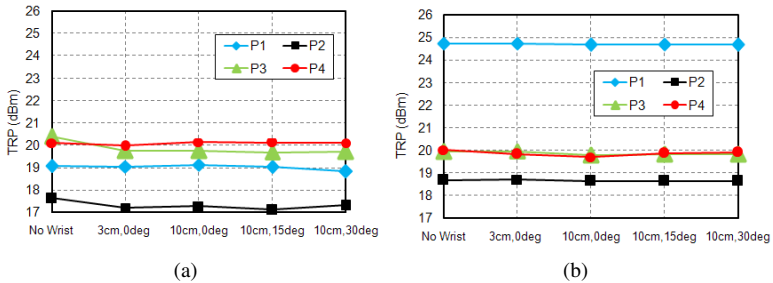 26
25
24
23
22
21
20
19
18
17
TRP (dBm)
P1 P2
P3 P4
No Wrist 3cm,0deg 10cm,0deg 10cm,15deg 10cm,30deg
(a)
26
25
24
23
22
21
20
19
18
17
TRP (dBm)
P1 P2
P3 P4
No Wrist 3cm,0deg 10cm,0deg 10cm,15deg 10cm,30deg
(b)